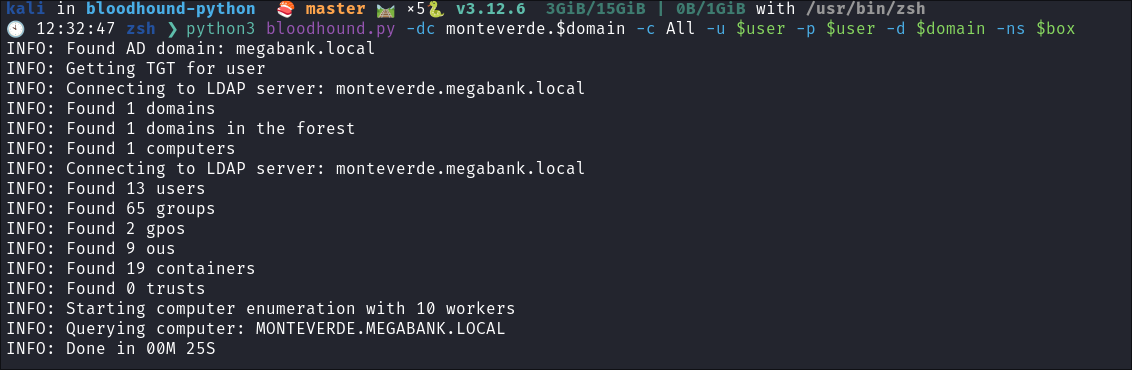 kali in bloodhound-python 🍣 master 🛤️ ×5🐍 v3.12.6 3GiB/15GiB | 0B/1GiB with /usr/bin/zsh
🕙 12:32:47 zsh ❯ python3 bloodhound.py -dc monteverde.$domain -c All -u $user -p $user -d $domain -ns $box
INFO: Found AD domain: megabank.local
INFO: Getting TGT for user
INFO: Connecting to LDAP server: monteverde.megabank.local
INFO: Found 1 domains
INFO: Found 1 domains in the forest
INFO: Found 1 computers
INFO: Connecting to LDAP server: monteverde.megabank.local
INFO: Found 13 users
INFO: Found 65 groups
INFO: Found 2 gpos
INFO: Found 9 ous
INFO: Found 19 containers
INFO: Found 0 trusts
INFO: Starting computer enumeration with 10 workers
INFO: Querying computer: MONTEVERDE.MEGABANK.LOCAL
INFO: Done in 00M 25S